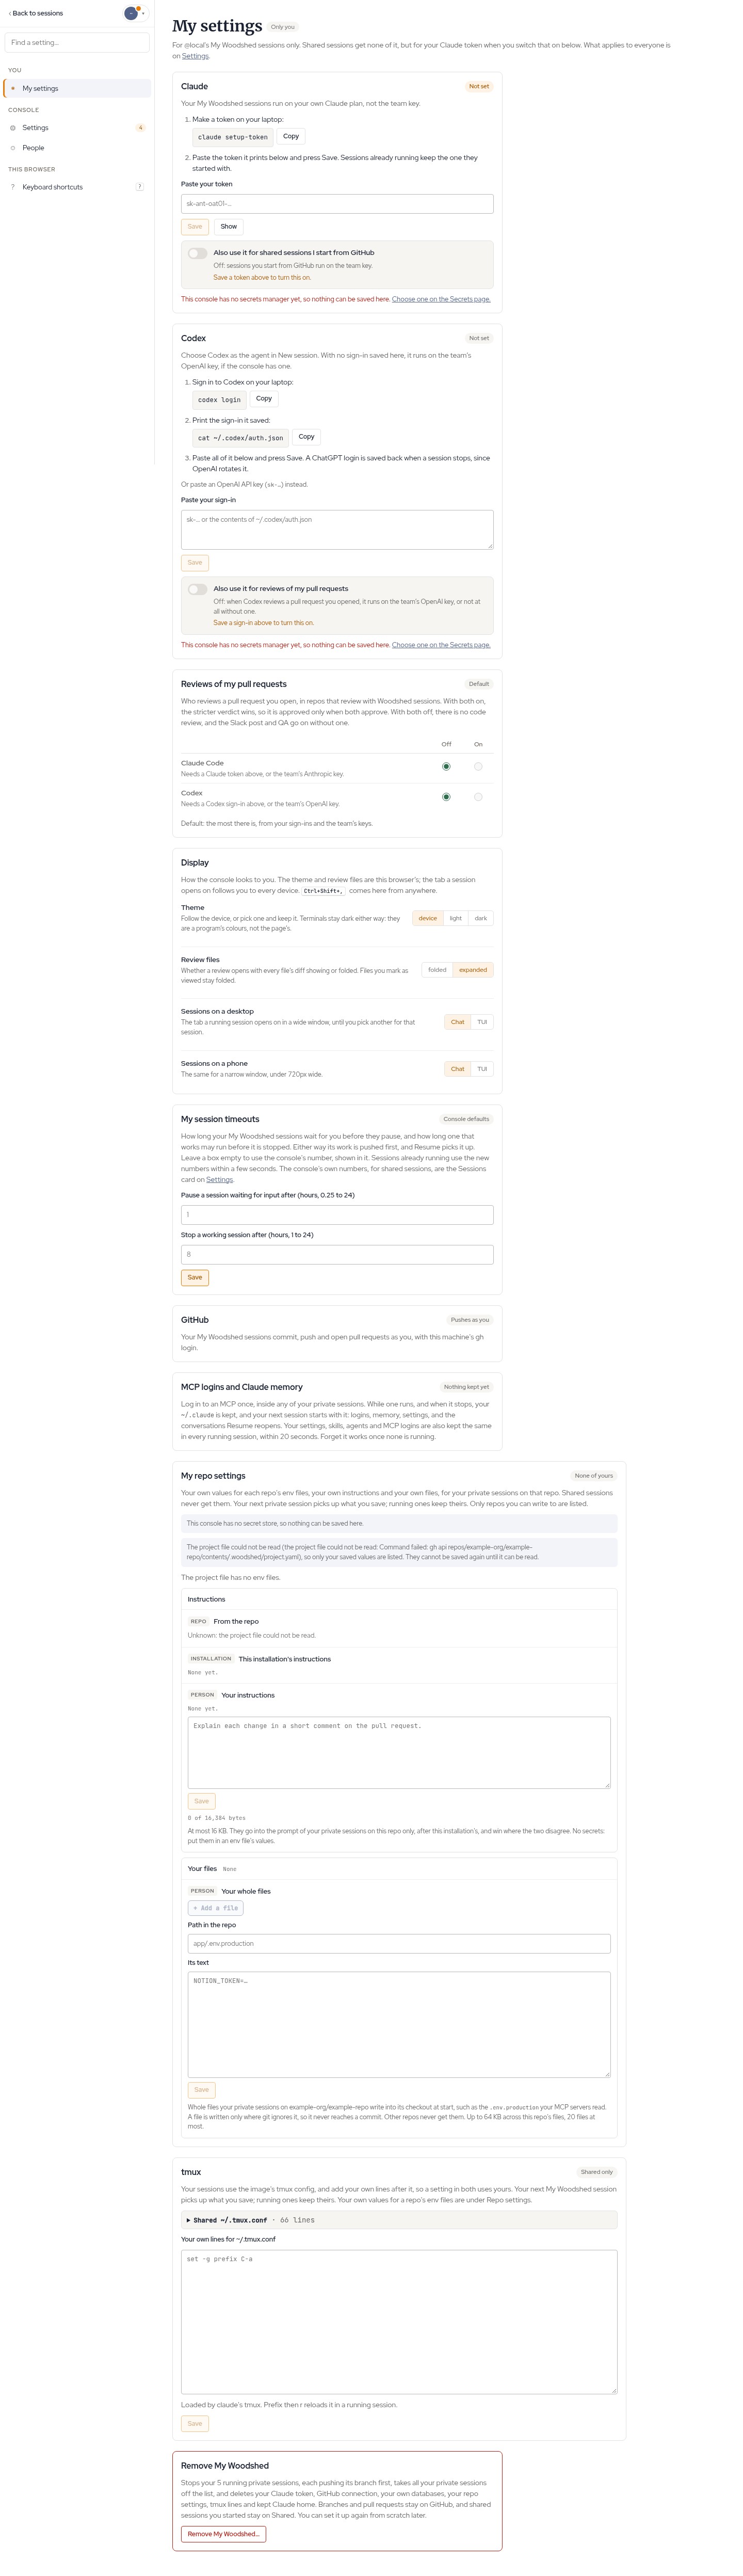 ‹ Back to sessions
Find a setting...
YOU
My settings
CONSOLE
Settings 4
People
THIS BROWSER
? Keyboard shortcuts ?
My settings Only you
For @local's My Woodshed sessions only. Shared sessions get none of it, but for your Claude token when you switch that on below. What applies to everyone is
on Settings.
Claude Not set
Your My Woodshed sessions run on your own Claude plan, not the team key.
1. Make a token on your laptop:
claude setup-token Copy
2. Paste the token it prints below and press Save. Sessions already running keep the one they
started with.
Paste your token
sk-ant-oat01-...
Save Show
Also use it for shared sessions I start from GitHub
Off: sessions you start from GitHub run on the team key.
Save a token above to turn this on.
This console has no secrets manager yet, so nothing can be saved here. Choose one on the Secrets page.
Codex Not set
Choose Codex as the agent in New session. With no sign-in saved here, it runs on the team's
OpenAI key, if the console has one.
1. Sign in to Codex on your laptop:
codex login Copy
2. Print the sign-in it saved:
cat ~/.codex/auth.json Copy
3. Paste all of it below and press Save. A ChatGPT login is saved back when a session stops, since
OpenAI rotates it.
Or paste an OpenAI API key (sk-…) instead.
Paste your sign-in
sk-... or the contents of ~/.codex/auth.json
Save
Also use it for reviews of my pull requests
Off: when Codex reviews a pull request you opened, it runs on the team's OpenAI key, or not at
all without one.
Save a sign-in above to turn this on.
This console has no secrets manager yet, so nothing can be saved here. Choose one on the Secrets page.
Reviews of my pull requests Default
Who reviews a pull request you open, in repos that review with Woodshed sessions. With both on,
the stricter verdict wins, so it is approved only when both approve. With both off, there is no code
review, and the Slack post and QA go on without one.
Off On
Claude Code
Needs a Claude token above, or the team's Anthropic key.
Codex
Needs a Codex sign-in above, or the team's OpenAI key.
Default: the most there is, from your sign-ins and the team's keys.
Display
How the console looks to you. The theme and review files are this browser's; the tab a session
opens on follows you to every device. Ctrl+Shift+, comes here from anywhere.
Theme
Follow the device, or pick one and keep it. Terminals stay dark either way: they
are a program's colours, not the page's.
device light dark
Review files
Whether a review opens with every file's diff showing or folded. Files you mark as
viewed stay folded.
folded expanded
Sessions on a desktop
The tab a running session opens on in a wide window, until you pick another for that
session.
Chat TUI
Sessions on a phone
The same for a narrow window, under 720px wide.
Chat TUI
My session timeouts Console defaults
How long your My Woodshed sessions wait for you before they pause, and how long one that
works may run before it is stopped. Either way its work is pushed first, and Resume picks it up.
Leave a box empty to use the console's number, shown in it. Sessions already running use the new
numbers within a few seconds. The console's own numbers, for shared sessions, are the Sessions
card on Settings.
Pause a session waiting for input after (hours, 0.25 to 24)
1
Stop a working session after (hours, 1 to 24)
8
Save
GitHub Pushes as you
Your My Woodshed sessions commit, push and open pull requests as you, with this machine's gh
login.
MCP logins and Claude memory Nothing kept yet
Log in to an MCP once, inside any of your private sessions. While one runs, and when it stops, your
~/.claude is kept, and your next session starts with it: logins, memory, settings, and the
conversations Resume reopens. Your settings, skills, agents and MCP logins are also kept the same
in every running session, within 20 seconds. Forget it works once none is running.
My repo settings None of yours
Your own values for each repo's env files, your own instructions and your own files, for your private sessions on that repo. Shared sessions
never get them. Your next private session picks up what you save; running ones keep theirs. Only repos you can write to are listed.
This console has no secret store, so nothing can be saved here.
The project file could not be read (the project file could not be read: Command failed: gh api repos/example-org/example-
repo/contents/.woodshed/project.yaml), so only your saved values are listed. They cannot be saved again until it can be read.
The project file has no env files.
Instructions
REPO From the repo
Unknown: the project file could not be read.
INSTALLATION This installation's instructions
None yet.
PERSON Your instructions
None yet.
Explain each change in a short comment on the pull request.
Save
0 of 16,384 bytes
At most 16 KB. They go into the prompt of your private sessions on this repo only, after this installation's, and win where the two disagree. No secrets:
put them in an env file's values.
Your files None
PERSON Your whole files
+ Add a file
Path in the repo
app/.env.production
Its text
NOTION_TOKEN=…
Save
Whole files your private sessions on example-org/example-repo write into its checkout at start, such as the .env.production your MCP servers read.
A file is written only where git ignores it, so it never reaches a commit. Other repos never get them. Up to 64 KB across this repo's files, 20 files at
most.
tmux Shared only
Your sessions use the image's tmux config, and add your own lines after it, so a setting in both uses yours. Your next My Woodshed session
picks up what you save; running ones keep theirs. Your own values for a repo's env files are under Repo settings.
▶ Shared ~/.tmux.conf · 66 lines
Your own lines for ~/.tmux.conf
set -g prefix C-a
Loaded by claude's tmux. Prefix then r reloads it in a running session.
Save
Remove My Woodshed
Stops your 5 running private sessions, each pushing its branch first, takes all your private sessions
off the list, and deletes your Claude token, GitHub connection, your own databases, your repo
settings, tmux lines and kept Claude home. Branches and pull requests stay on GitHub, and shared
sessions you started stay on Shared. You can set it up again from scratch later.
Remove My Woodshed...